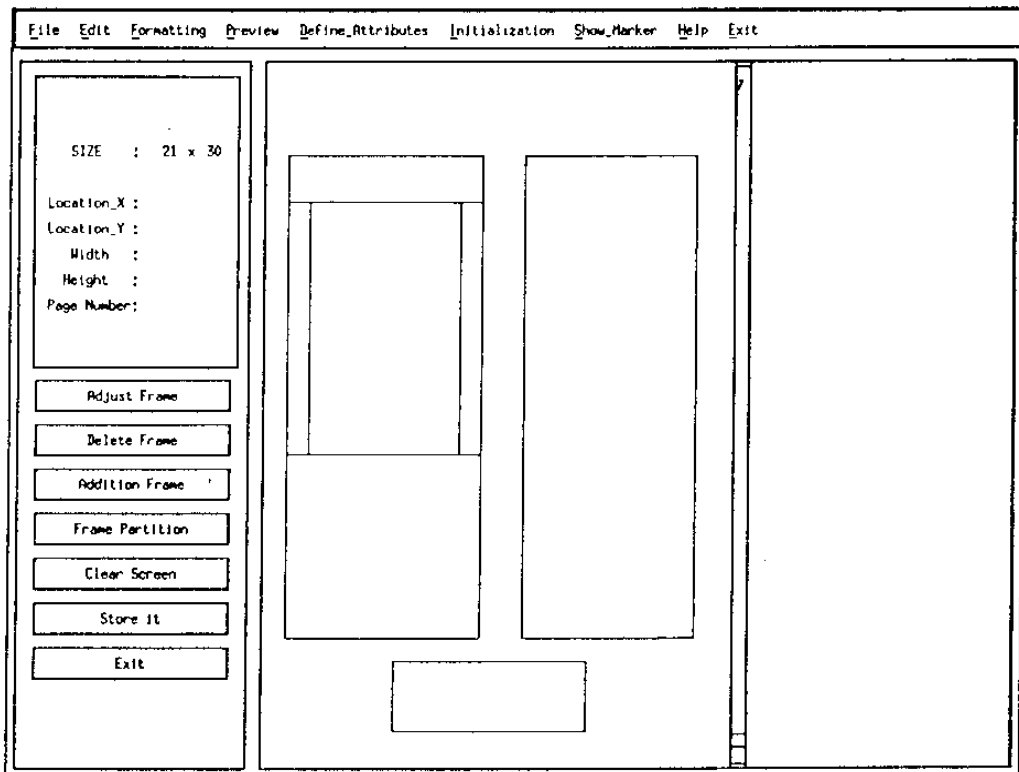 File Edit Formatting Preview Define_Attributes Initialization Show_Marker Help Exit
SIZE : 21 x 30
Location_X :
Location_Y :
Width :
Height :
Page Number:
Adjust Frame
Delete Frame
Addition Frame
Frame Partition
Clear Screen
Store it
Exit